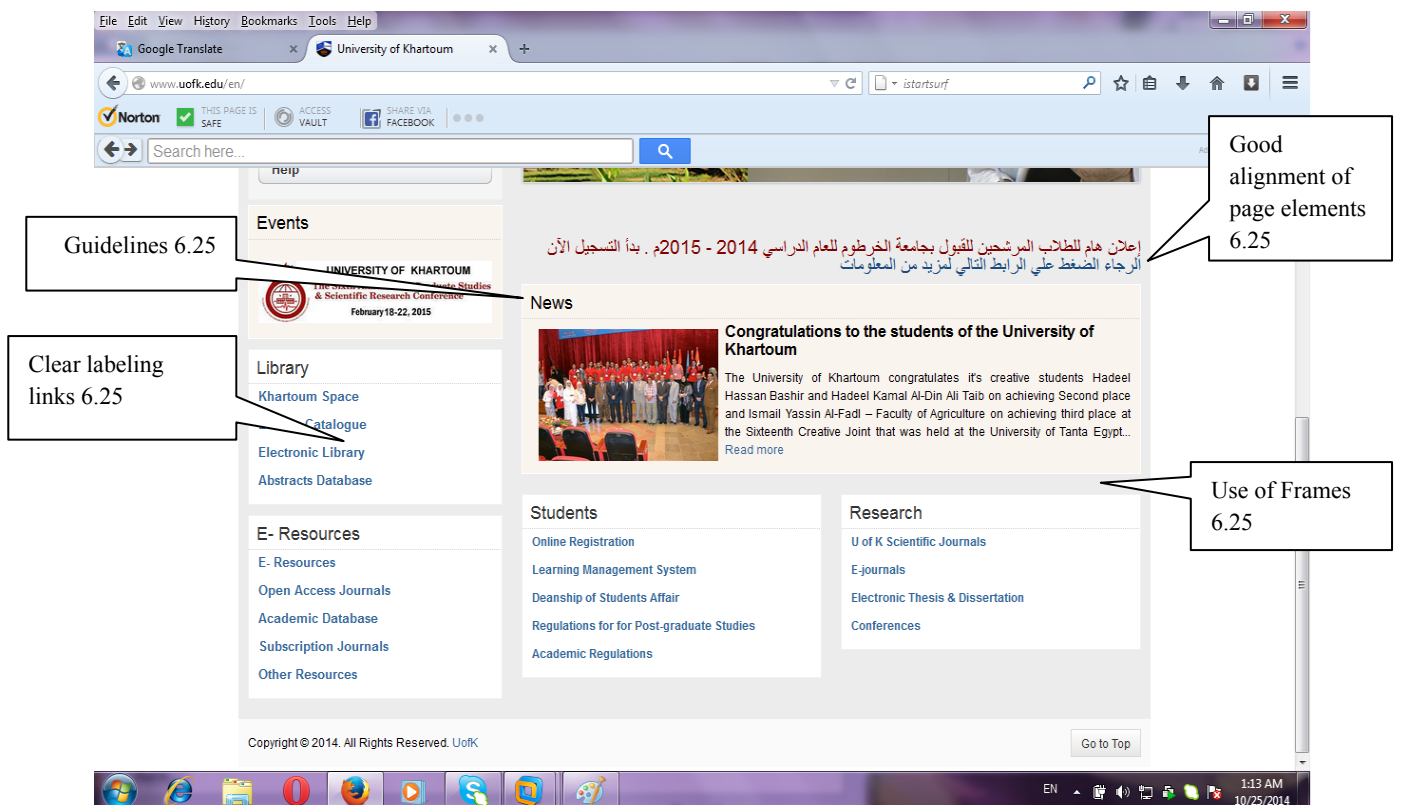 File Edit View History Bookmarks Tools Help
Google Translate
University of Khartoum
www.uofk.edu/en/
istartsurf
Norton
THIS PAGE IS
SAFE
ACCESS
VAULT
SHARE VIA
FACEBOOK
Search here...
Good
alignment of
page elements
6.25
Help
Guidelines 6.25
Events
UNIVERSITY OF KHARTOUM
Graduate Studies
& Scientific Research Conference
February 18-22, 2015
إعلان هام للطلاب المرشحين للقبول بجامعة الخرطوم للعام الدراسي 2014 - 2015م . بدأ التسجيل الآن
الرجاء الضغط علي الرابط التالي لمزيد من المعلومات
News
Congratulations to the students of the University of
Khartoum
The University of Khartoum congratulates it's creative students Hadeel
Hassan Bashir and Hadeel Kamal Al-Din Ali Taib on achieving Second place
and Ismail Yassin Al-Fadl – Faculty of Agriculture on achieving third place at
the Sixteenth Creative Joint that was held at the University of Tanta Egypt...
Read more
Clear labeling
links 6.25
Library
Khartoum Space
Catalogue
Electronic Library
Abstracts Database
Use of Frames
6.25
E- Resources
E- Resources
Open Access Journals
Academic Database
Subscription Journals
Other Resources
Students
Online Registration
Learning Management System
Deanship of Students Affair
Regulations for for Post-graduate Studies
Academic Regulations
Research
U of K Scientific Journals
E-journals
Electronic Thesis & Dissertation
Conferences
Copyright © 2014. All Rights Reserved. UofK
Go to Top
EN
1:13 AM
10/25/2014